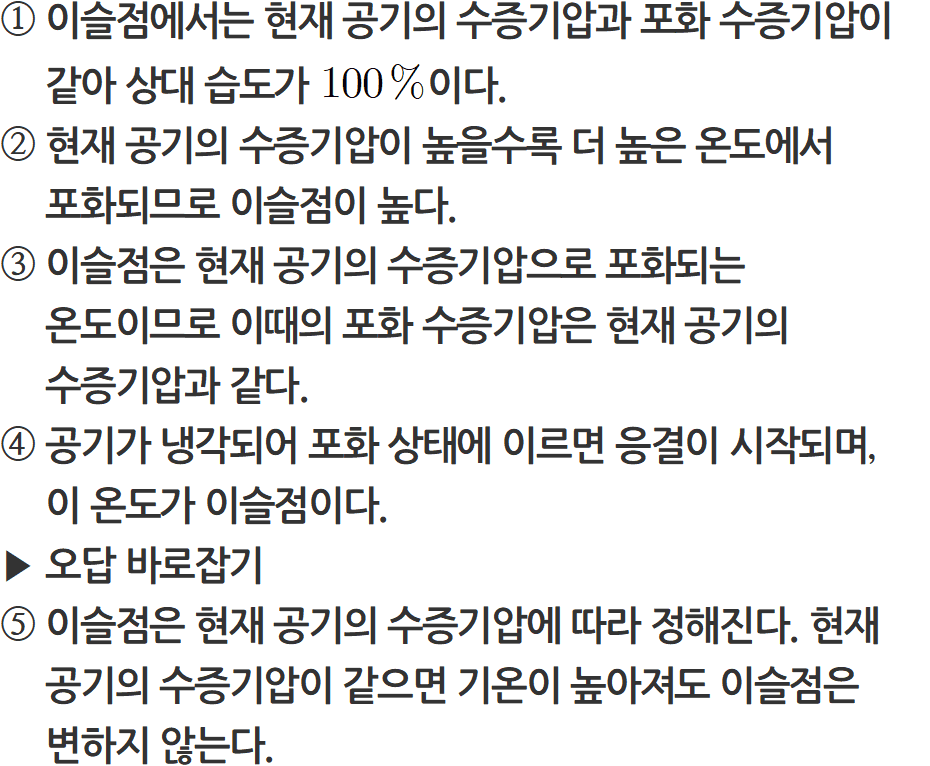 ① 이슬점에서는 현재 공기의 수증기압과 포화 수증기압이
같아 상대 습도가 100%이다.
② 현재 공기의 수증기압이 높을수록 더 높은 온도에서
포화되므로 이슬점이 높다.
③ 이슬점은 현재 공기의 수증기압으로 포화되는
온도이므로 이때의 포화 수증기압은 현재 공기의
수증기압과 같다.
④ 공기가 냉각되어 포화 상태에 이르면 응결이 시작되며,
이 온도가 이슬점이다.
▶ 오답 바로잡기
⑤ 이슬점은 현재 공기의 수증기압에 따라 정해진다. 현재
공기의 수증기압이 같으면 기온이 높아져도 이슬점은
변하지 않는다.